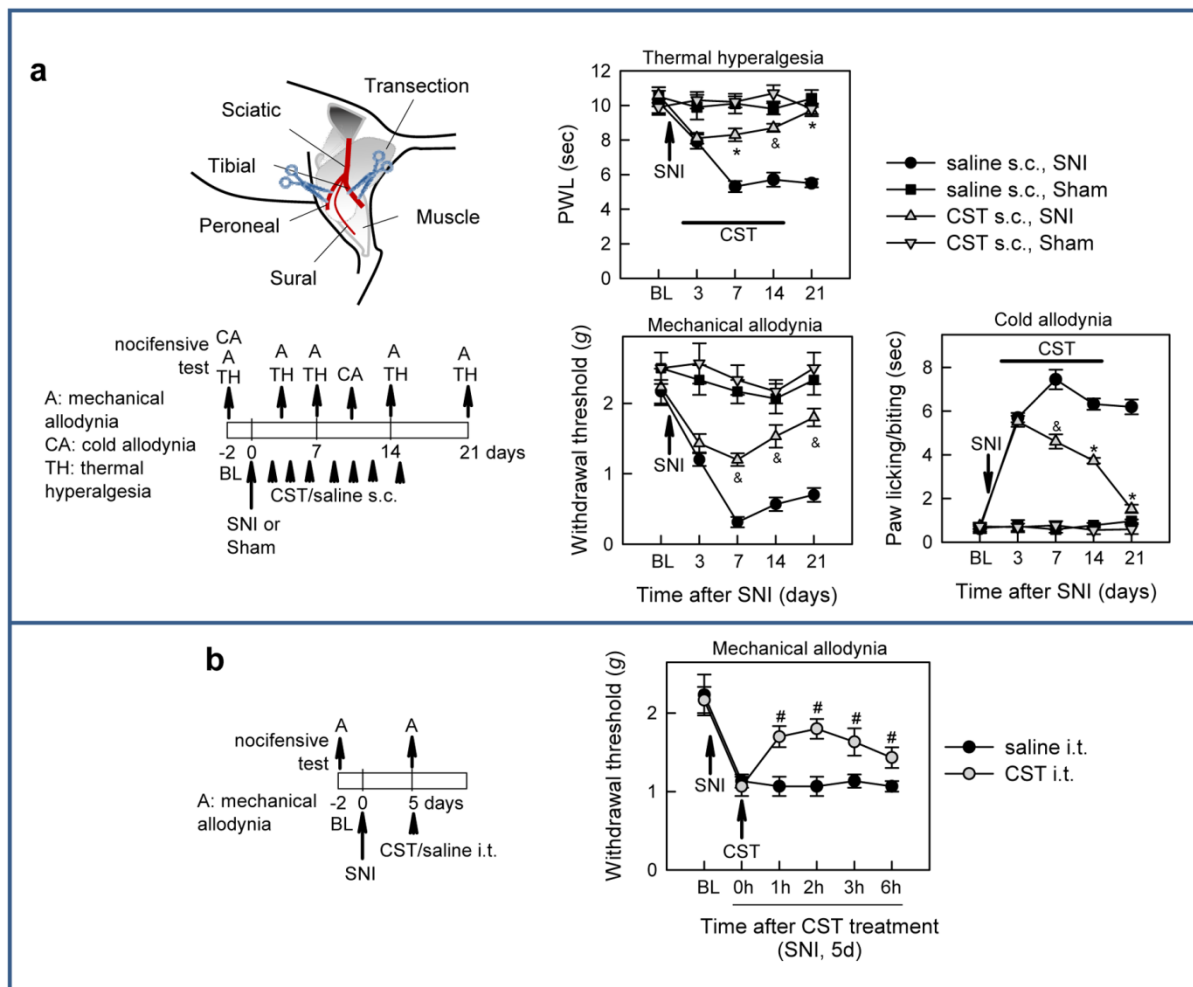 a
Transection
Sciatic
Tibial
Peroneal
Muscle
Sural
nocifensive
test
CA
A
TH
A
TH
A
TH
CA
A
TH
A
TH
A: mechanical
allodynia
CA: cold allodynia
TH: thermal
hyperalgesia
-2 0 7 14 21 days
BL
CST/saline s.c.
SNI or
Sham
Thermal hyperalgesia
PWL (sec)
12
10
8
6
4
2
0
SNI
* & *
CST
BL 3 7 14 21
saline s.c., SNI
saline s.c., Sham
CST s.c., SNI
CST s.c., Sham
Mechanical allodynia
Withdrawal threshold (g)
2
1
0
SNI
& & &
BL 3 7 14 21
Time after SNI (days)
Cold allodynia
CST
Paw licking/biting (sec)
8
6
4
2
0
SNI
& * *
BL 3 7 14 21
Time after SNI (days)
b
nocifensive
test
A A
A: mechanical
allodynia
-2 0 5 days
BL
CST/saline i.t.
SNI
Mechanical allodynia
Withdrawal threshold (g)
2
1
0
SNI
# # # #
CST
BL 0h 1h 2h 3h 6h
Time after CST treatment
(SNI, 5d)
saline i.t.
CST i.t.